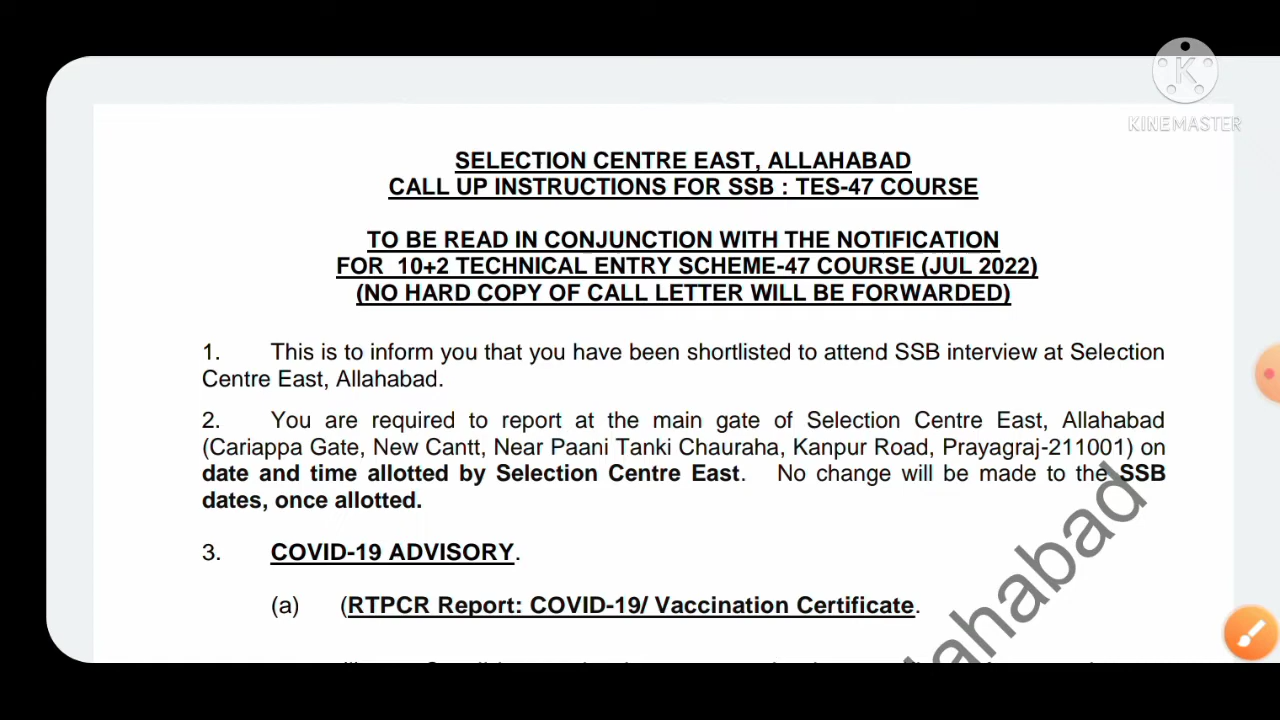 K
KINEMASTER
SELECTION CENTRE EAST, ALLAHABAD
CALL UP INSTRUCTIONS FOR SSB : TES-47 COURSE
TO BE READ IN CONJUNCTION WITH THE NOTIFICATION
FOR 10+2 TECHNICAL ENTRY SCHEME-47 COURSE (JUL 2022)
(NO HARD COPY OF CALL LETTER WILL BE FORWARDED)
1. This is to inform you that you have been shortlisted to attend SSB interview at Selection
Centre East, Allahabad.
2. You are required to report at the main gate of Selection Centre East, Allahabad
(Cariappa Gate, New Cantt, Near Paani Tanki Chauraha, Kanpur Road, Prayagraj-211001) on
date and time allotted by Selection Centre East. No change will be made to the SSB
dates, once allotted.
3. COVID-19 ADVISORY.
(a) (RTPCR Report: COVID-19/ Vaccination Certificate.
lahabad